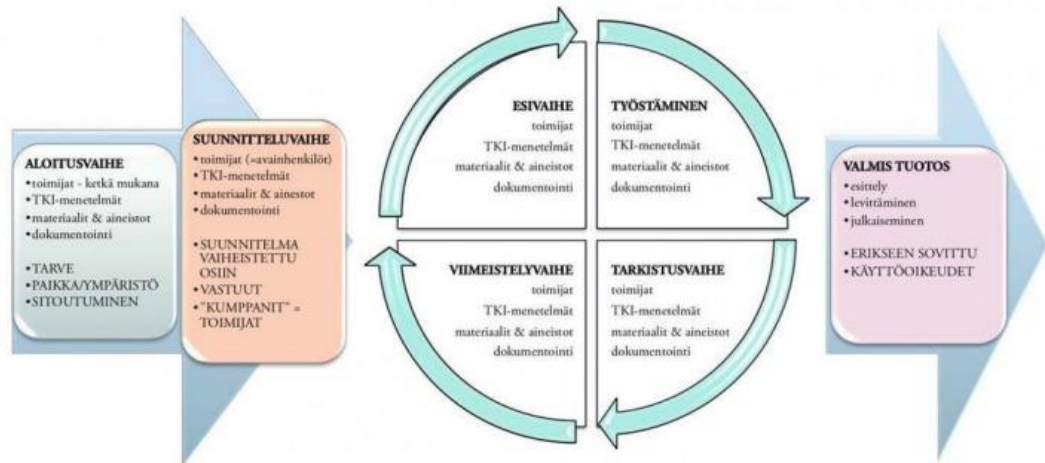 ALOITUSVAIHE
•toimijat - ketkä mukana
•TKI-menetelmät
•materiaalit & aineistot
•dokumentointi
•TARVE
•PAIKKA/YMPÄRISTÖ
•SITOUTUMINEN
SUUNNITTELUVAIHE
•toimijat (=avainhenkilöt)
•TKI-menetelmät
•materiaalit & ainestot
•dokumentointi
•SUUNNITELMA
VAIHEISTETTU
OSIIN
•VASTUUT
•"KUMPPANIT" =
TOIMIJAT
ESIVAIHE
toimijat
TKI-menetelmät
materiaalit & aineistot
dokumentointi
TYÖSTÄMINEN
toimijat
TKI-menetelmät
materiaalit & aineistot
dokumentointi
VIIMEISTELYVAIHE
toimijat
TKI-menetelmät
materiaalit & aineistot
dokumentointi
TARKISTUSVAIHE
toimijat
TKI-menetelmät
materiaalit & aineistot
dokumentointi
VALMIS TUOTOS
•esittely
•levittäminen
•julkaiseminen
•ERIKSEEN SOVITTU
•KÄYTTÖOIKEUDET